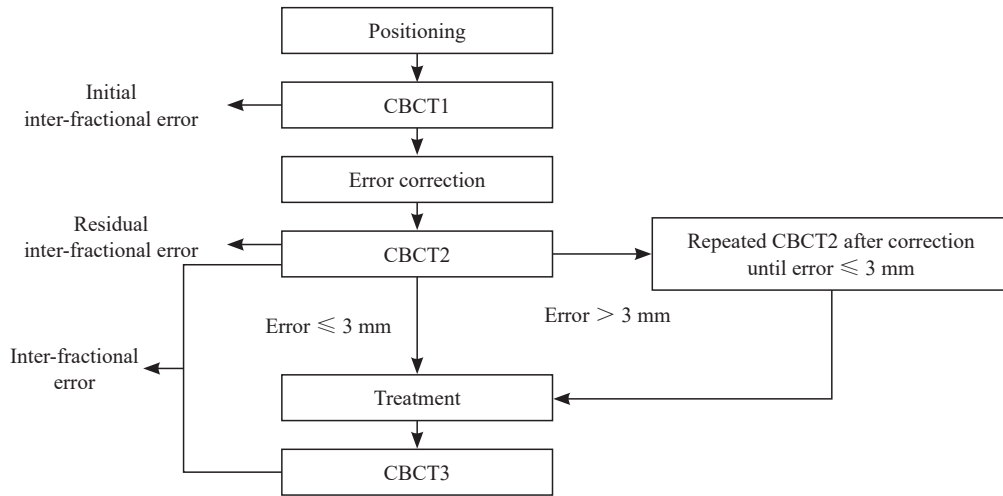 Positioning
Initial
inter-fractional error
CBCT1
Error correction
Residual
inter-fractional error
CBCT2
Repeated CBCT2 after correction
until error ≤ 3 mm
Error ≤ 3 mm
Error > 3 mm
Inter-fractional
error
Treatment
CBCT3